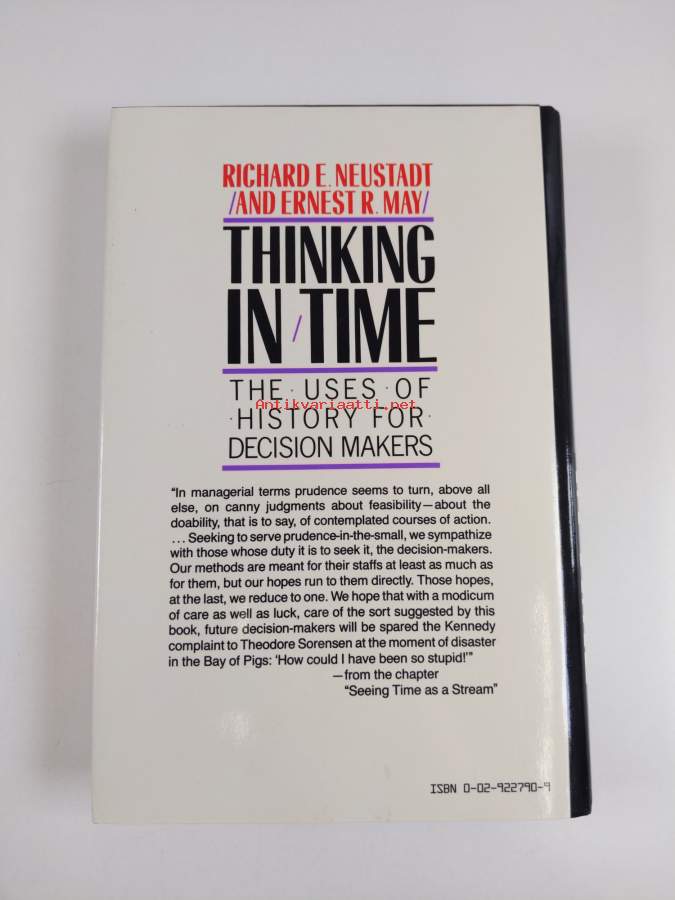 RICHARD E. NEUSTADT
/AND ERNEST R. MAY/
THINKING
IN/TIME
THE·USES·OF
Antikvariaatti.net
·HISTORY FOR·
DECISION MAKERS
“In managerial terms prudence seems to turn, above all
else, on canny judgments about feasibility—about the
doability, that is to say, of contemplated courses of action.
... Seeking to serve prudence-in-the-small, we sympathize
with those whose duty it is to seek it, the decision-makers.
Our methods are meant for their staffs at least as much as
for them, but our hopes run to them directly. Those hopes,
at the last, we reduce to one. We hope that with a modicum
of care as well as luck, care of the sort suggested by this
book, future decision-makers will be spared the Kennedy
complaint to Theodore Sorensen at the moment of disaster
in the Bay of Pigs: ‘How could I have been so stupid!’”
—from the chapter
“Seeing Time as a Stream”
ISBN 0-02-922790-9